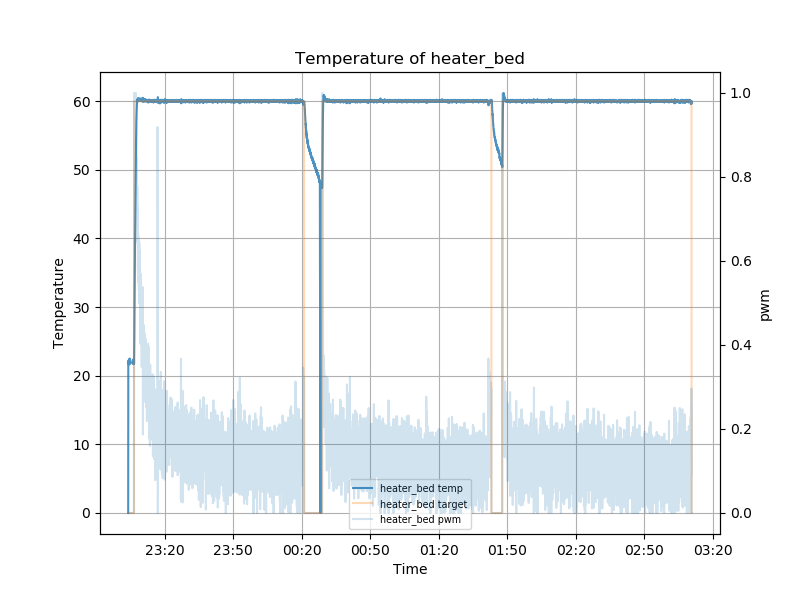 Temperature of heater_bed
60
50
40
30
20
10
0
Temperature
1.0
0.8
0.6
0.4
0.2
0.0
pwm
heater_bed temp
heater_bed target
heater_bed pwm
23:20 23:50 00:20 00:50 01:20 01:50 02:20 02:50 03:20
Time